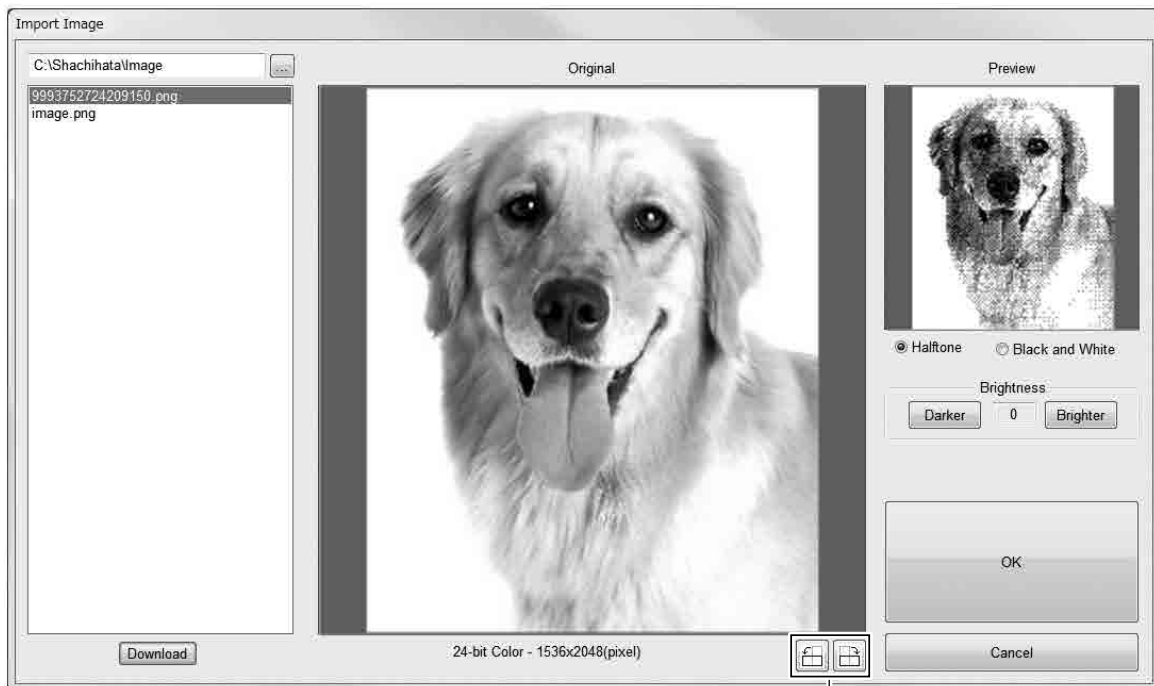 Import Image
C:\Shachihata\Image
...
9993752724209150.png
image.png
Download
Original
24-bit Color - 1536x2048(pixel)
Preview
Halftone
Black and White
Brightness
Darker
0
Brighter
OK
Cancel